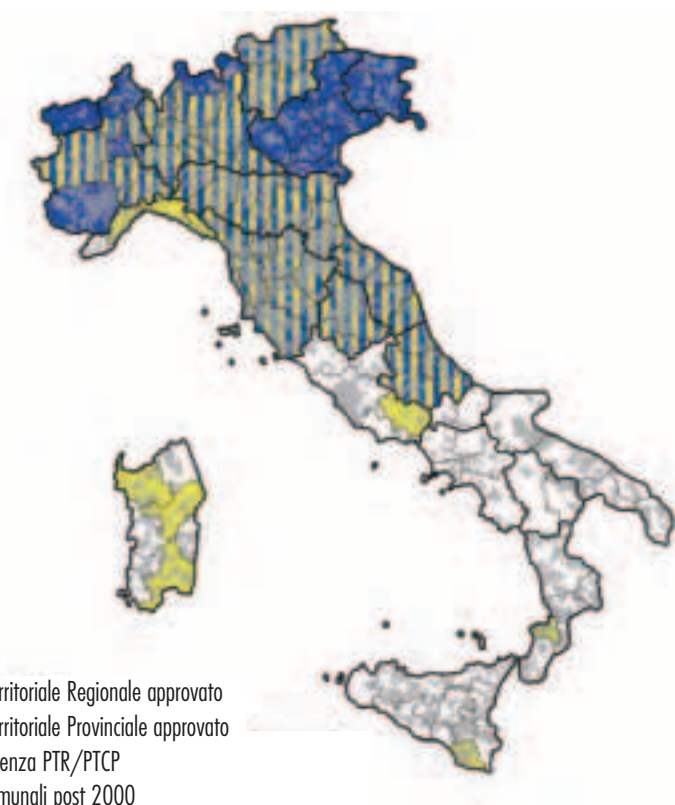 rritoriale Regionale approvato
rritoriale Provinciale approvato
enza PTR/PTCP
munali post 2000